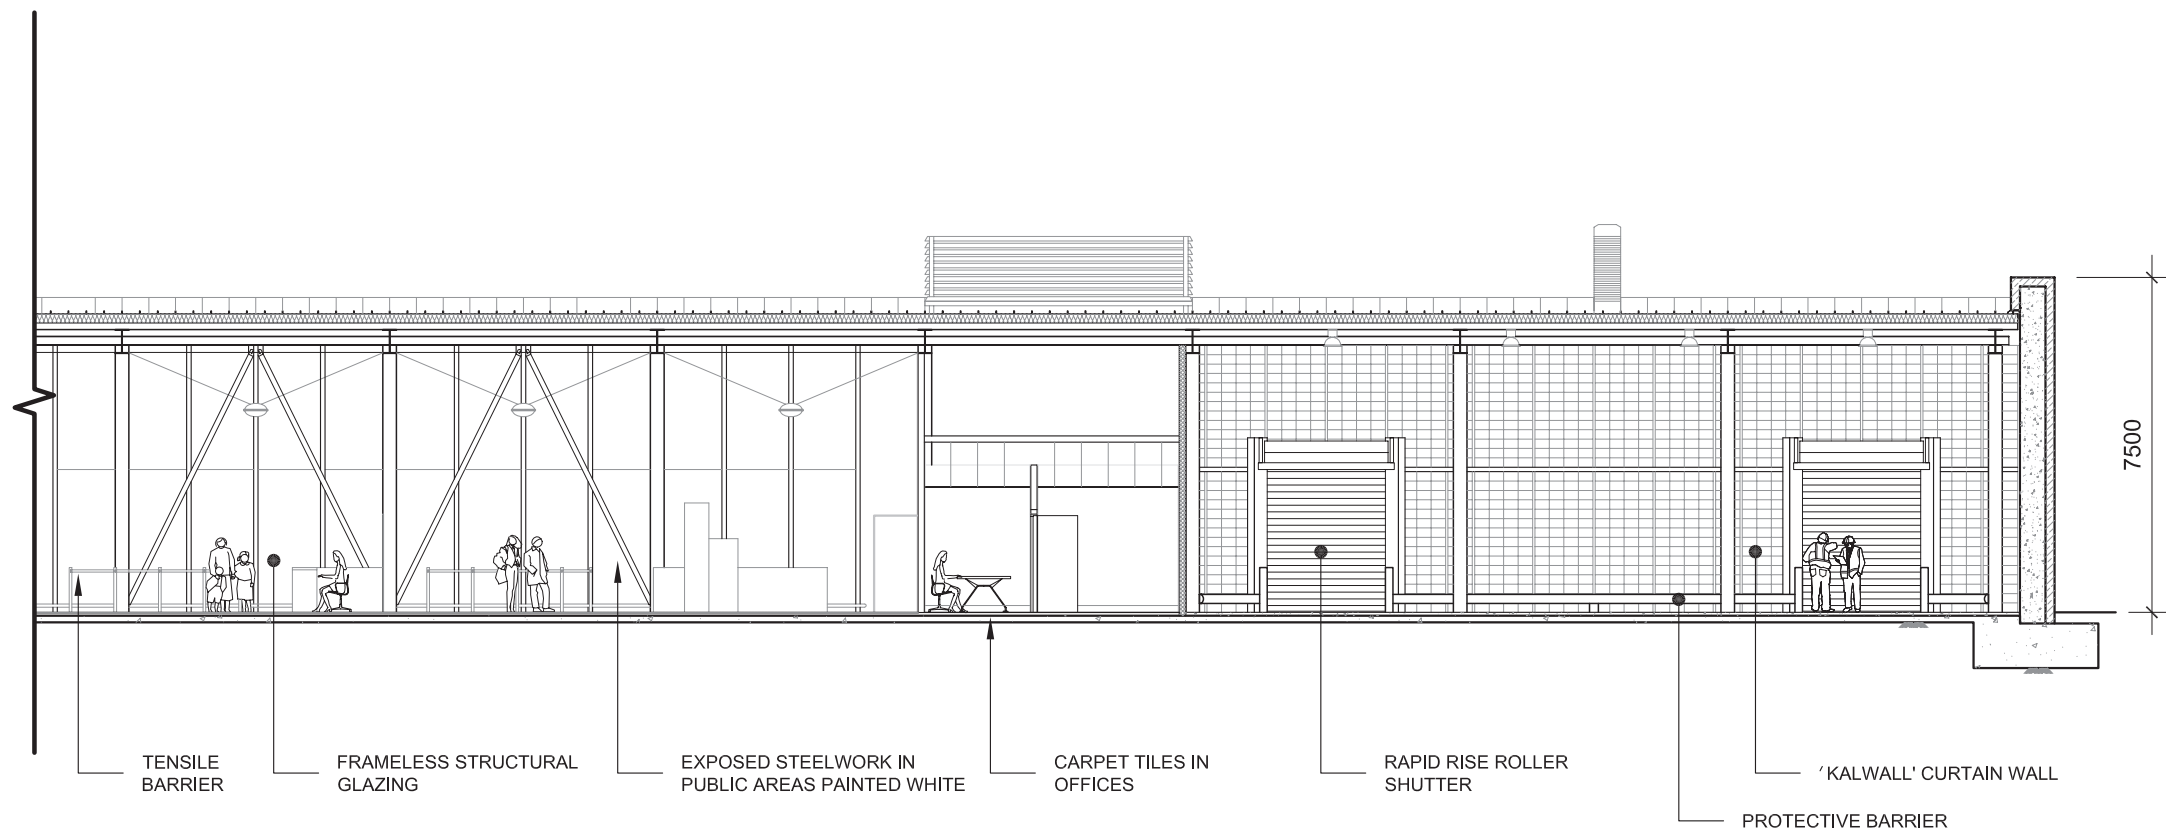 7500
TENSILE
BARRIER
FRAMELESS STRUCTURAL
GLAZING
EXPOSED STEELWORK IN
PUBLIC AREAS PAINTED WHITE
CARPET TILES IN
OFFICES
RAPID RISE ROLLER
SHUTTER
'KALWALL' CURTAIN WALL
PROTECTIVE BARRIER